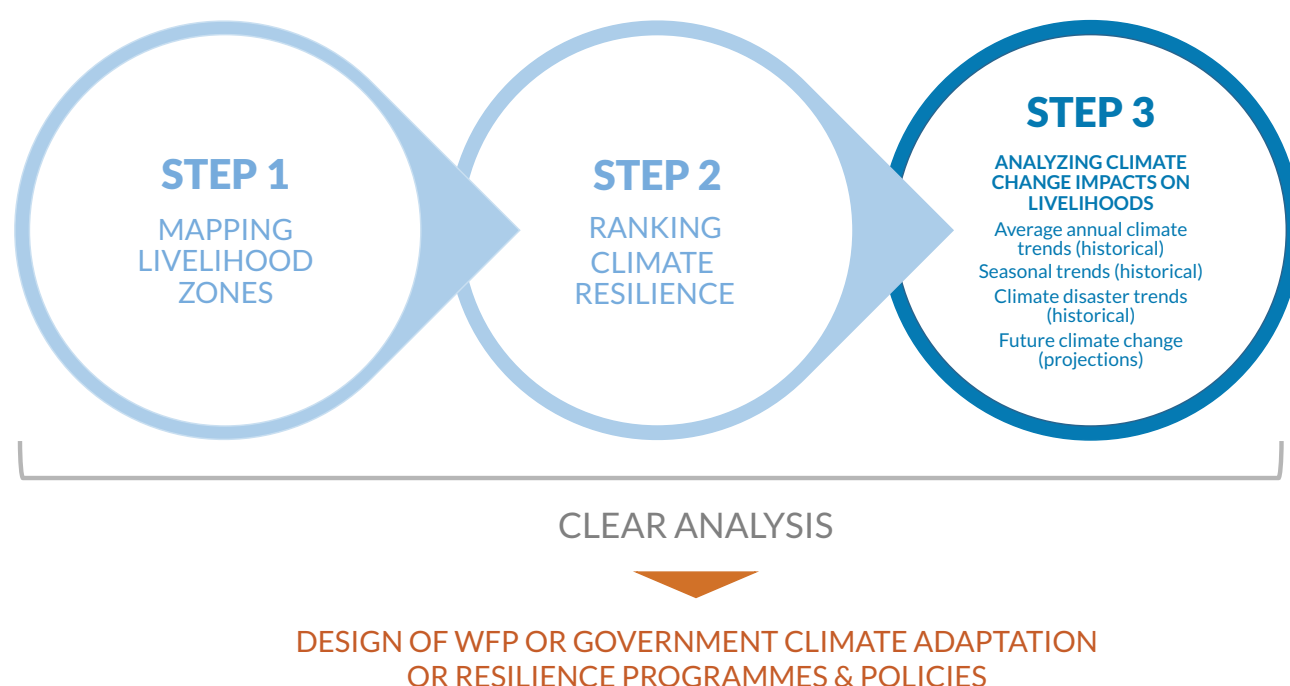 STEP 1
MAPPING
LIVELIHOOD
ZONES
STEP 2
RANKING
CLIMATE
RESILIENCE
STEP 3
ANALYZING CLIMATE
CHANGE IMPACTS ON
LIVELIHOODS
Average annual climate
trends (historical)
Seasonal trends (historical)
Climate disaster trends
(historical)
Future climate change
(projections)
CLEAR ANALYSIS
DESIGN OF WFP OR GOVERNMENT CLIMATE ADAPTATION
OR RESILIENCE PROGRAMMES & POLICIES